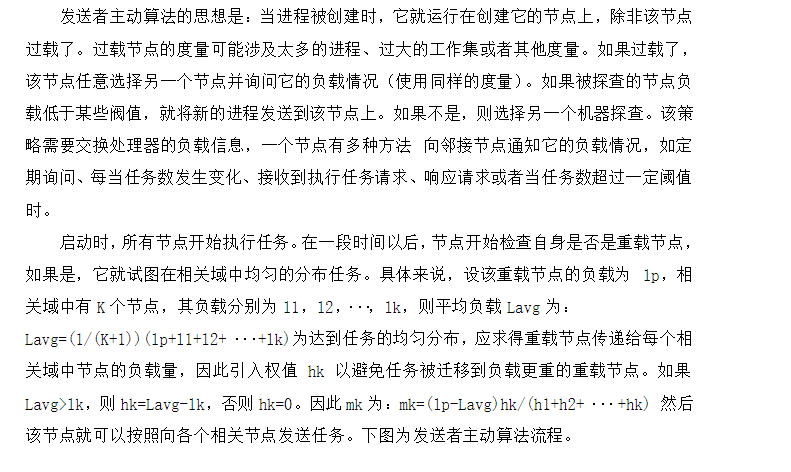 发送者主动算法的思想是：当进程被创建时，它就运行在创建它的节点上，除非该节点
过载了。过载节点的度量可能涉及太多的进程、过大的工作集或者其他度量。如果过载了，
该节点任意选择另一个节点并询问它的负载情况（使用同样的度量）。如果被探查的节点负
载低于某些阀值，就将新的进程发送到该节点上。如果不是，则选择另一个机器探查。该策
略需要交换处理器的负载信息，一个节点有多种方法 向邻接节点通知它的负载情况，如定
期询问、每当任务数发生变化、接收到执行任务请求、响应请求或者当任务数超过一定阈值
时。
启动时，所有节点开始执行任务。在一段时间以后，节点开始检查自身是否是重载节点，
如果是，它就试图在相关域中均匀的分布任务。具体来说，设该重载节点的负载为 lp，相
关域中有 K 个节点，其负载分别为 l1，l2，···，lk，则平均负载 Lavg 为：
Lavg=(1/(K+1))(lp+l1+l2+ ···+lk)为达到任务的均匀分布，应求得重载节点传递给每个相
关域中节点的负载量，因此引入权值 hk 以避免任务被迁移到负载更重的重载节点。如果
Lavg>lk，则 hk=Lavg-lk，否则 hk=0。因此 mk 为：mk=(lp-Lavg)hk/(h1+h2+ ···+hk) 然后
该节点就可以按照向各个相关节点发送任务。下图为发送者主动算法流程。